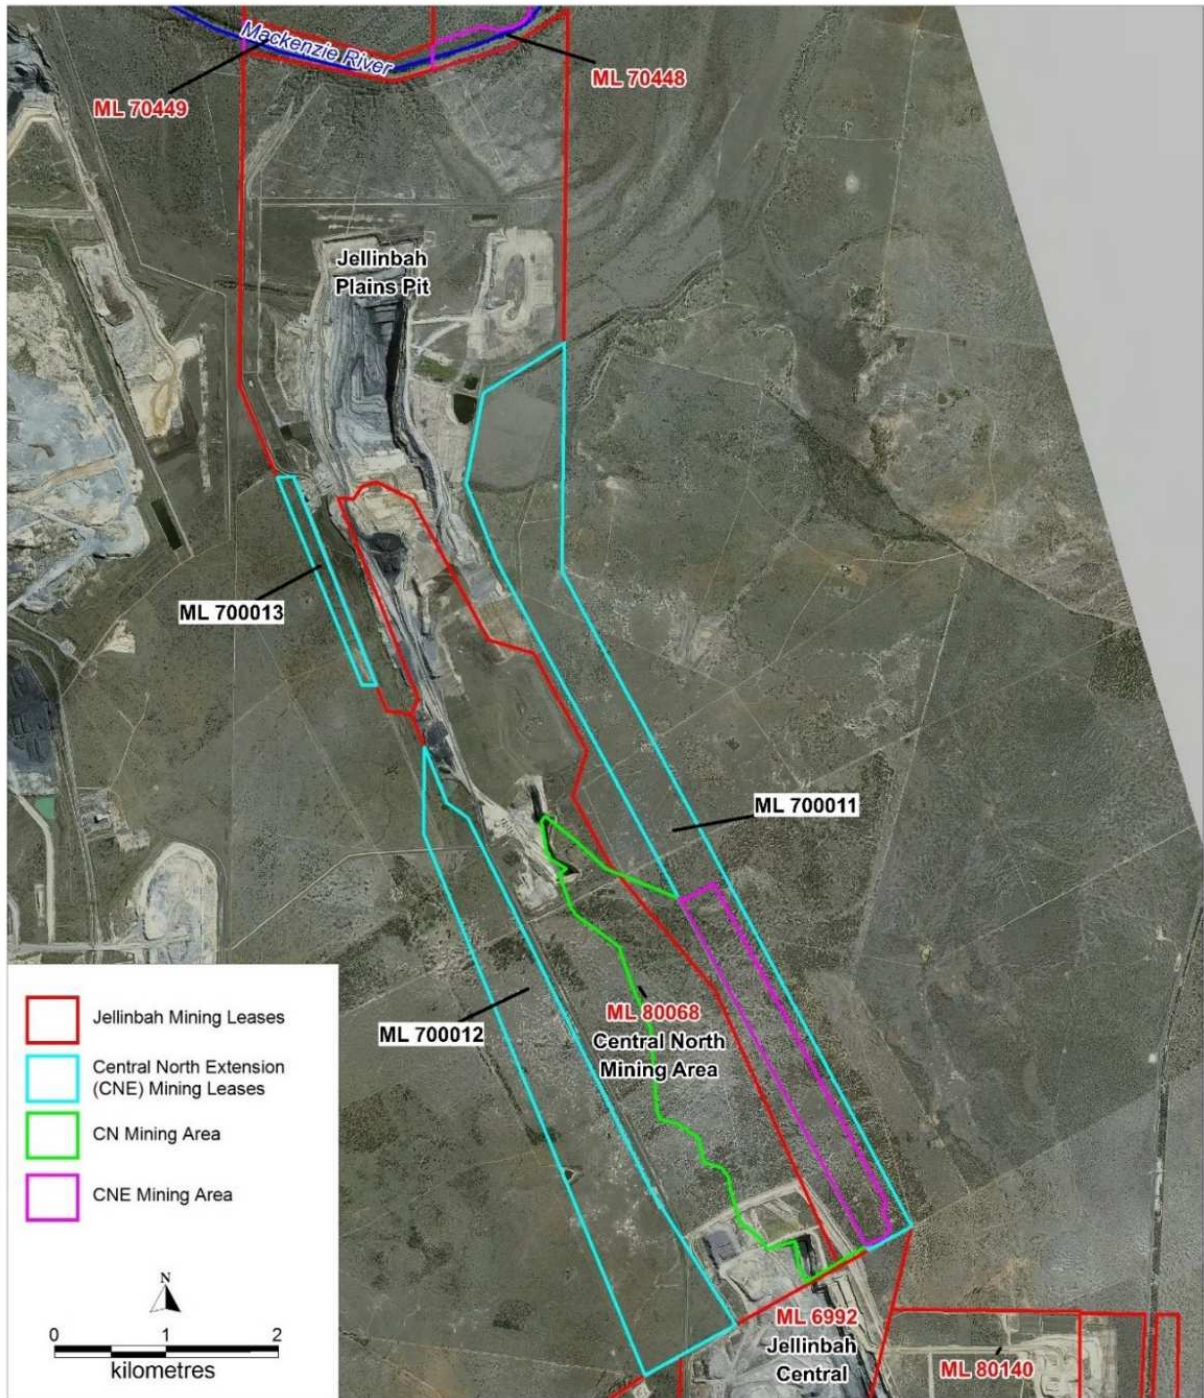 Mackenzie River
ML 70449
ML 70448
Jellinbah
Plains Pit
ML 700013
ML 700011
ML 80068
Central North
Mining Area
ML 700012
Jellinbah Mining Leases
Central North Extension
(CNE) Mining Leases
CN Mining Area
CNE Mining Area
N
0 1 2
kilometres
ML 6992
Jellinbah
Central
ML 80140